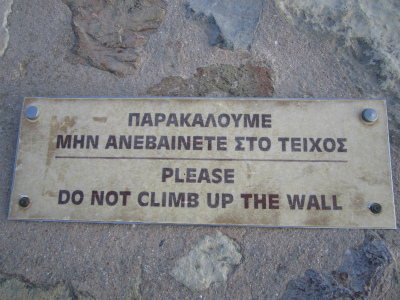 ΠΑΡΑΚΑΛΟΥΜΕ
ΜΗΝ ΑΝΕΒΑΙΝΕΤΕ ΣΤΟ ΤΕΙΧΟΣ
PLEASE
DO NOT CLIMB UP THE WALL